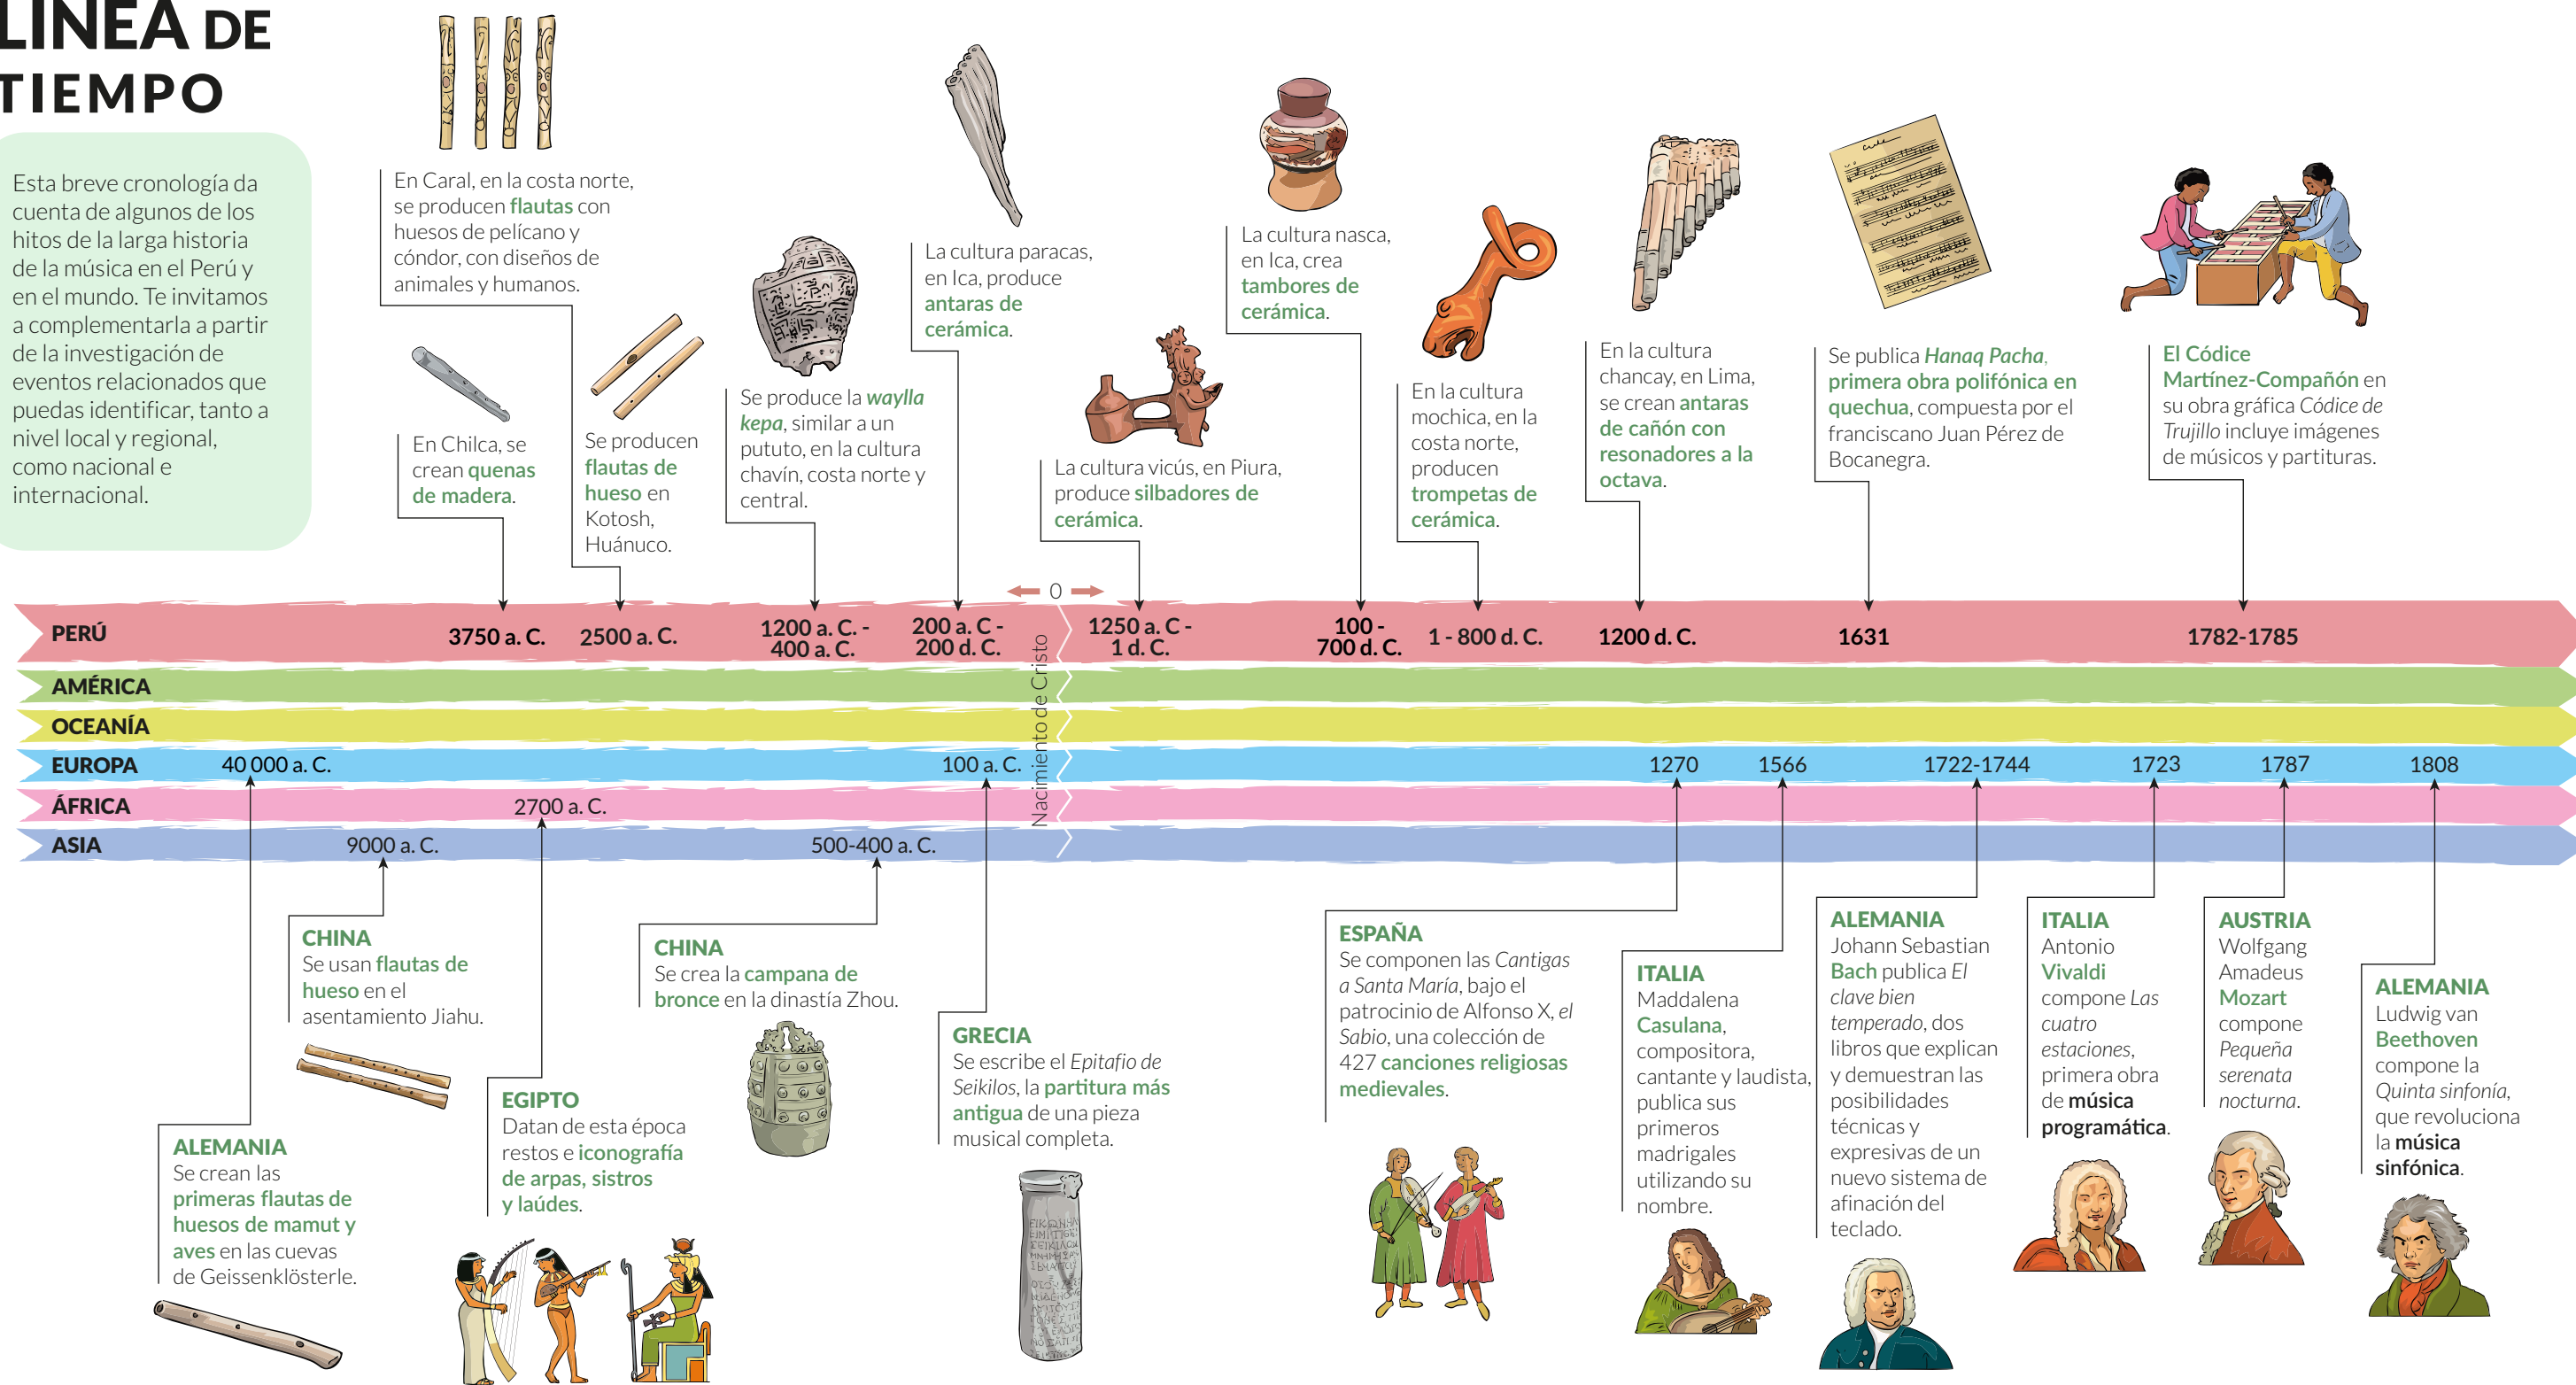 LÍNEA DE
TIEMPO
Esta breve cronología da
cuenta de algunos de los
hitos de la larga historia
de la música en el Perú y
en el mundo. Te invitamos
a complementarla a partir
de la investigación de
eventos relacionados que
puedas identificar, tanto a
nivel local y regional,
como nacional e
internacional.
En Caral, en la costa norte,
se producen flautas con
huesos de pelícano y
cóndor, con diseños de
animales y humanos.
En Chilca, se
crean quenas
de madera.
Se producen
flautas de
hueso en
Kotosh,
Huánuco.
Se produce la waylla
kepa, similar a un
pututo, en la cultura
chavín, costa norte y
central.
La cultura paracas,
en Ica, produce
antaras de
cerámica.
La cultura vicús, en Piura,
produce silbadores de
cerámica.
La cultura nasca,
en Ica, crea
tambores de
cerámica.
En la cultura
mochica, en la
costa norte,
producen
trompetas de
cerámica.
En la cultura
chancay, en Lima,
se crean antaras
de cañón con
resonadores a la
octava.
Se publica Hanaq Pacha,
primera obra polifónica en
quechua, compuesta por el
franciscano Juan Pérez de
Bocanegra.
El Códice
Martínez-Compañón en
su obra gráfica Códice de
Trujillo incluye imágenes
de músicos y partituras.
0
Nacimiento de Cristo
PERÚ
3750 a. C.
2500 a. C.
1200 a. C. -
400 a. C.
200 a. C -
200 d. C.
1250 a. C -
1 d. C.
100 -
700 d. C.
1 - 800 d. C.
1200 d. C.
1631
1782-1785
AMÉRICA
OCEANÍA
EUROPA
40 000 a. C.
100 a. C.
1270
1566
1722-1744
1723
1787
1808
ÁFRICA
2700 a. C.
ASIA
9000 a. C.
500-400 a. C.
ALEMANIA
Se crean las
primeras flautas de
huesos de mamut y
aves en las cuevas
de Geissenklösterle.
CHINA
Se usan flautas de
hueso en el
asentamiento Jiahu.
EGIPTO
Datan de esta época
restos e iconografía
de arpas, sistros
y laúdes.
CHINA
Se crea la campana de
bronce en la dinastía Zhou.
GRECIA
Se escribe el Epitafio de
Seikilos, la partitura más
antigua de una pieza
musical completa.
ESPAÑA
Se componen las Cantigas
a Santa María, bajo el
patrocinio de Alfonso X, el
Sabio, una colección de
427 canciones religiosas
medievales.
ITALIA
Maddalena
Casulana,
compositora,
cantante y laudista,
publica sus
primeros
madrigales
utilizando su
nombre.
ALEMANIA
Johann Sebastian
Bach publica El
clave bien
temperado, dos
libros que explican
y demuestran las
posibilidades
técnicas y
expresivas de un
nuevo sistema de
afinación del
teclado.
ITALIA
Antonio
Vivaldi
compone Las
cuatro
estaciones,
primera obra
de música
programática.
AUSTRIA
Wolfgang
Amadeus
Mozart
compone
Pequeña
serenata
nocturna.
ALEMANIA
Ludwig van
Beethoven
compone la
Quinta sinfonía,
que revoluciona
la música
sinfónica.